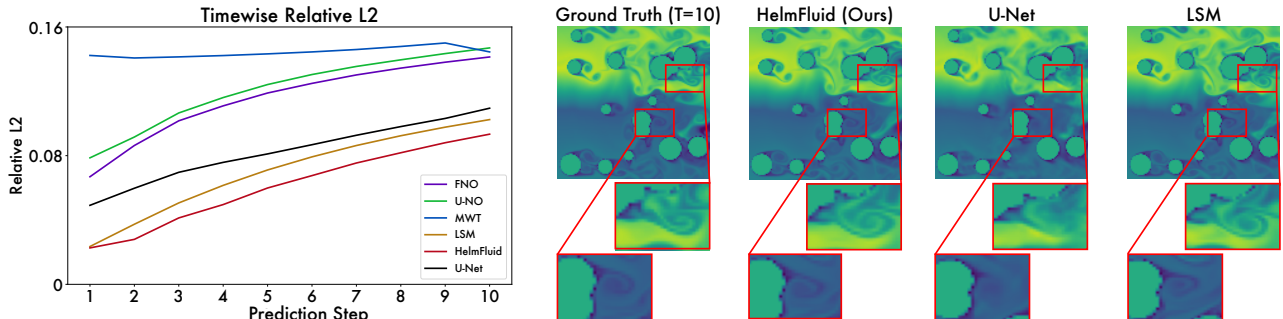 Timewise Relative L2
Relative L2
0.16
0.08
0
1 2 3 4 5 6 7 8 9 10
Prediction Step
FNO
U-NO
MWT
LSM
HelmFluid
U-Net
Ground Truth (T=10)
HelmFluid (Ours)
U-Net
LSM